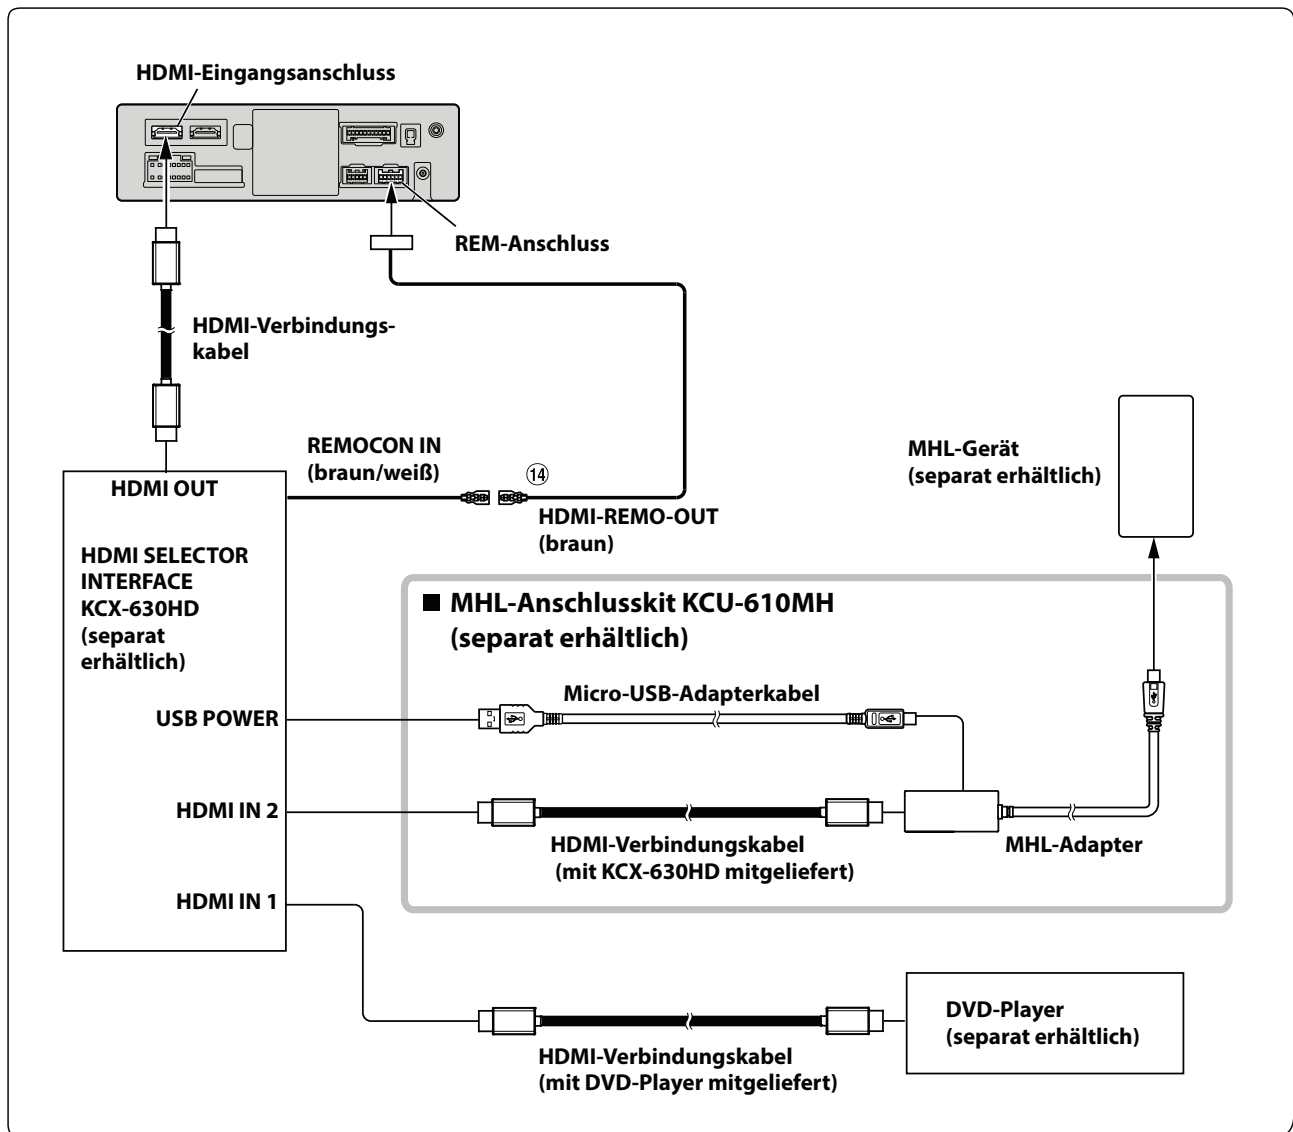 HDMI-Eingangsanschluss
REM-Anschluss
HDMI-Verbindungs-
kabel
REMOCON IN
(braun/weiß)
⑭
HDMI-REMO-OUT
(braun)
MHL-Gerät
(separat erhältlich)
HDMI OUT
HDMI SELECTOR
INTERFACE
KCX-630HD
(separat
erhältlich)
■ MHL-Anschlusskit KCU-610MH
(separat erhältlich)
Micro-USB-Adapterkabel
USB POWER
HDMI IN 2
HDMI-Verbindungskabel
(mit KCX-630HD mitgeliefert)
MHL-Adapter
HDMI IN 1
DVD-Player
(separat erhältlich)
HDMI-Verbindungskabel
(mit DVD-Player mitgeliefert)